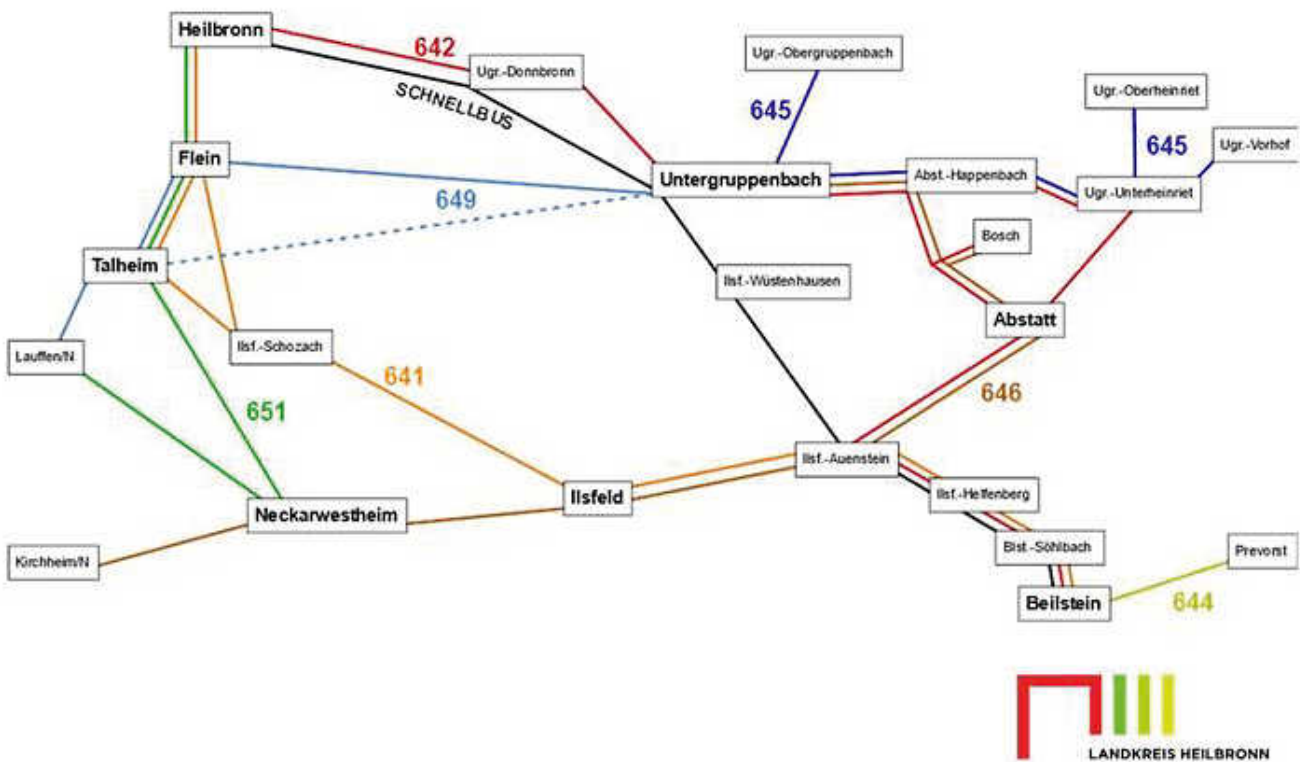 Heilbronn
642
Ugr.-Obergruppenbach
Ugr.-Donnbronn
SCHNELLBUS
645
Ugr.-Oberheinriet
645
Ugr.-Vorhof
Flein
Untergruppenbach
Abst.-Happenbach
Ugr.-Unterheinriet
649
Bosch
Talheim
Ilsf.-Wüstenhausen
Abstatt
Lauffen/N
Ilsf.-Schozach
641
646
651
Ilsf.-Auenstein
Ilsfeld
Ilsf.-Helfenberg
Neckarwestheim
Kirchheim/N
Blst.-Söhlbach
Prevorst
Beilstein
644
LANDKREIS HEILBRONN